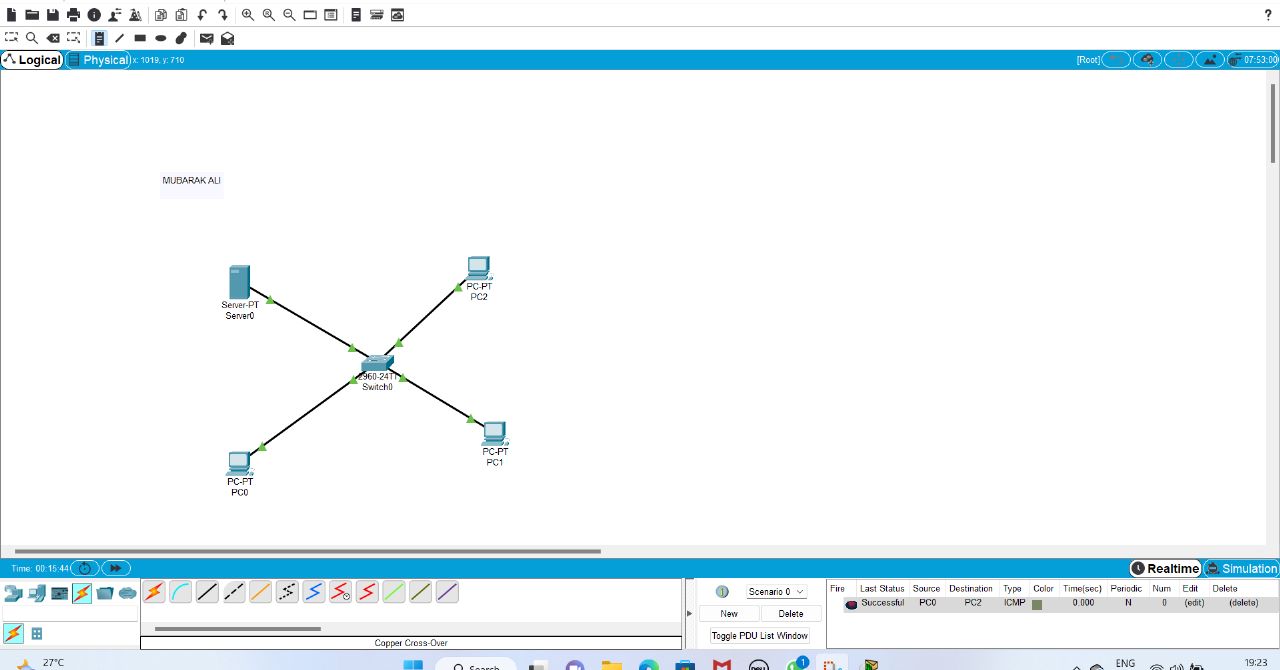 ?
Logical
Physical
x: 1019, y: 710
[Root]
07:53:00
MUBARAK ALI
Server-PT
Server0
PC-PT
PC2
2960-24TT
Switch0
PC-PT
PC1
PC-PT
PC0
Time: 00:15:44
Realtime
Simulation
Scenario 0
New
Delete
Toggle PDU List Window
Fire Last Status Source Destination Type Color Time(sec) Periodic Num Edit Delete
Successful PC0 PC2 ICMP 0.000 N 0 (edit) (delete)
Copper Cross-Over
27°C
Search
DELL
1
ENG
19:23